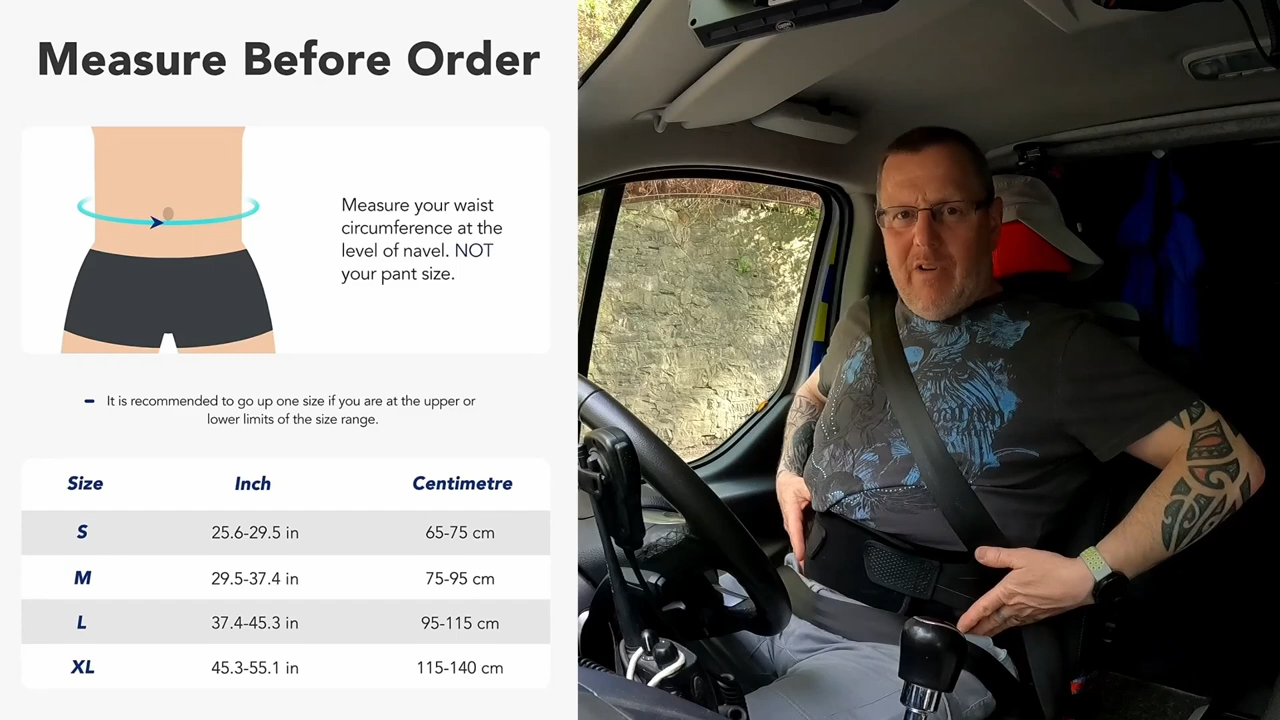 Measure Before Order
Measure your waist
circumference at the
level of navel. NOT
your pant size.
It is recommended to go up one size if you are at the upper or
lower limits of the size range.
Size Inch Centimetre
S 25.6-29.5 in 65-75 cm
M 29.5-37.4 in 75-95 cm
L 37.4-45.3 in 95-115 cm
XL 45.3-55.1 in 115-140 cm